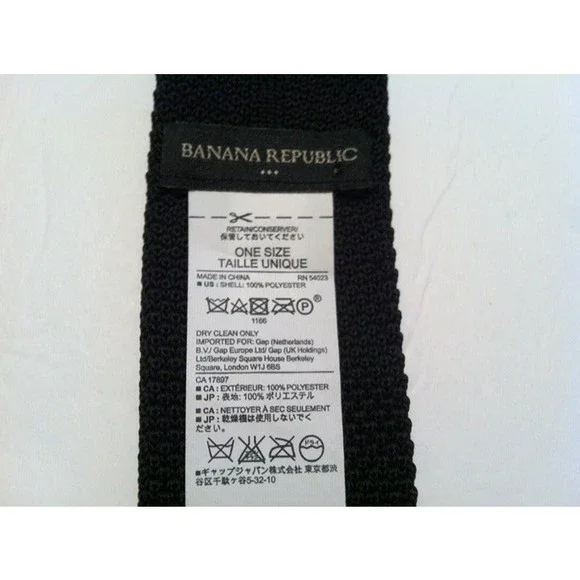 BANANA REPUBLIC
RETAIN/CONSERVER/
保管しておいてください
ONE SIZE
TAILLE UNIQUE
MADE IN CHINA RN 54023
■ US : SHELL: 100% POLYESTER
P®
1166
DRY CLEAN ONLY
IMPORTED FOR: Gap (Netherlands)
B.V./ Gap Europe Ltd/ Gap (UK Holdings)
Ltd/Berkeley Square House Berkeley
Square, London W1J 6BS
CA 17897
■ CA : EXTÉRIEUR: 100% POLYESTER
■ JP : 表地: 100% ポリエステル
■ CA : NETTOYER À SEC SEULEMENT
■ JP : 乾燥機は使用しないでく
ださい。
ドライ
■ギャップジャパン株式会社 東京都渋
谷区千駄ヶ谷5-32-10